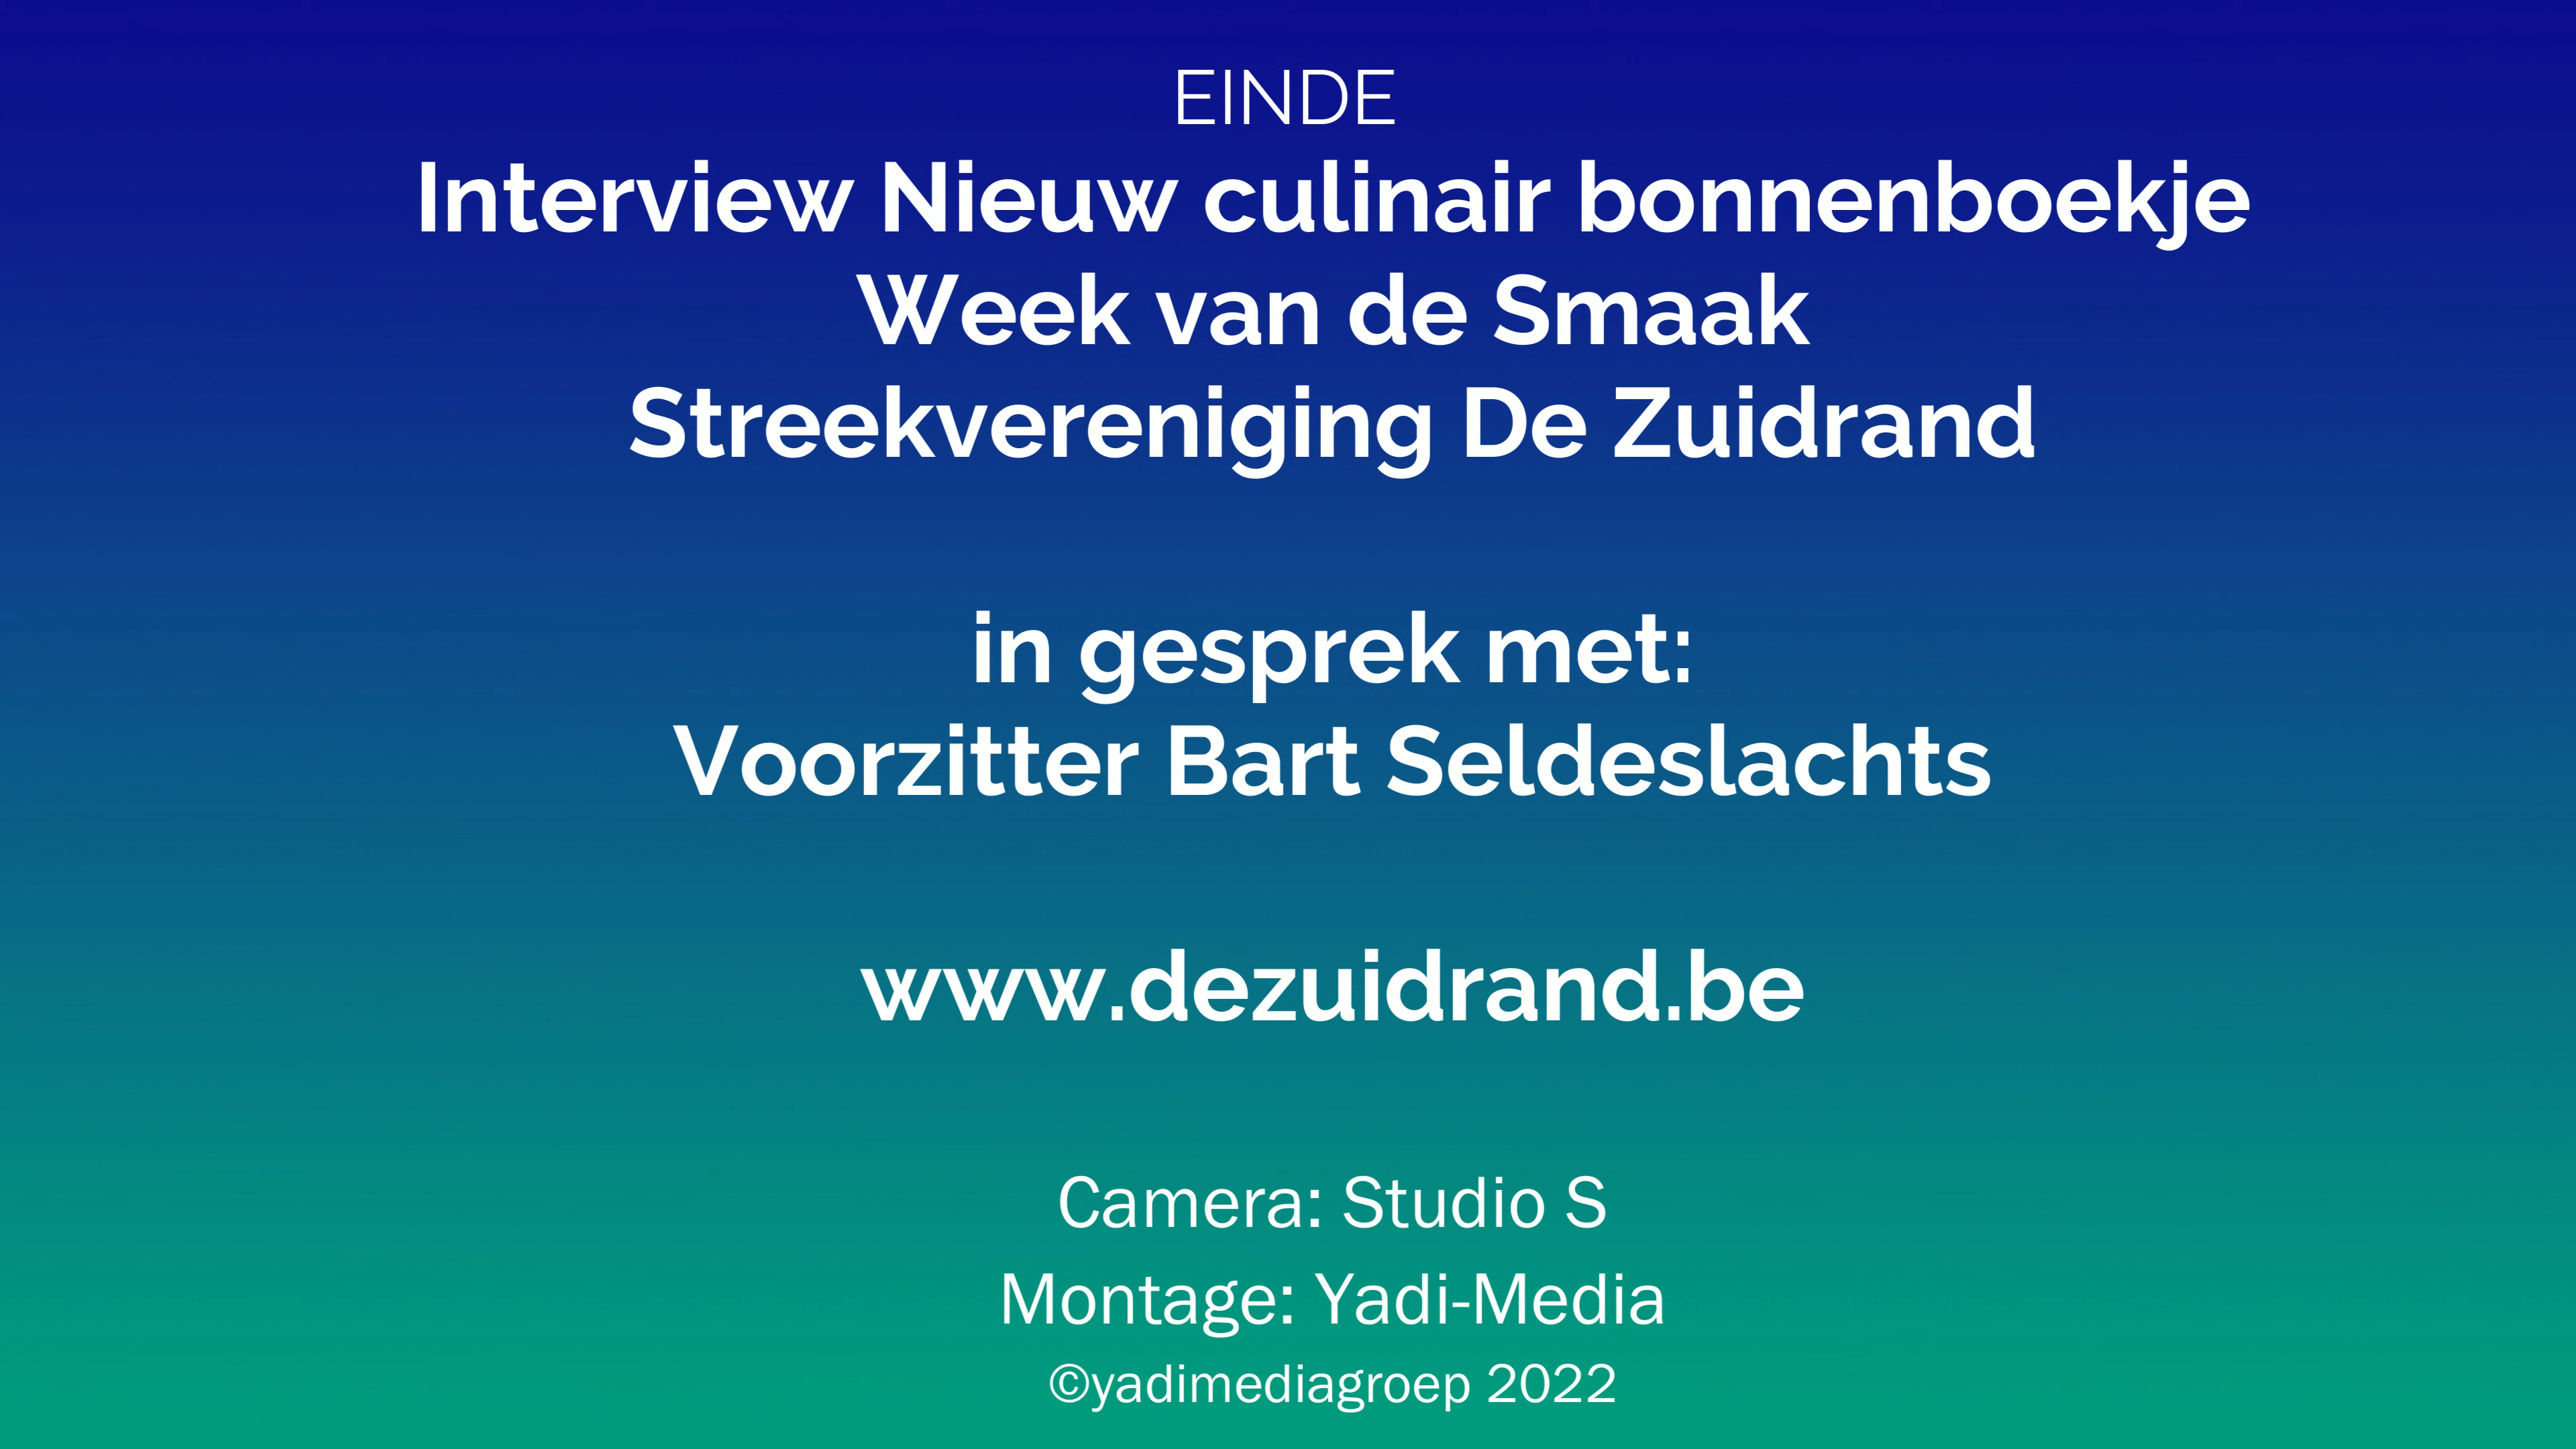 EINDE
Interview Nieuw culinair bonnenboekje
Week van de Smaak
Streekvereniging De Zuidrand
in gesprek met:
Voorzitter Bart Seldeslachts
www.dezuidrand.be
Camera: Studio S
Montage: Yadi-Media
©yadimediagroep 2022